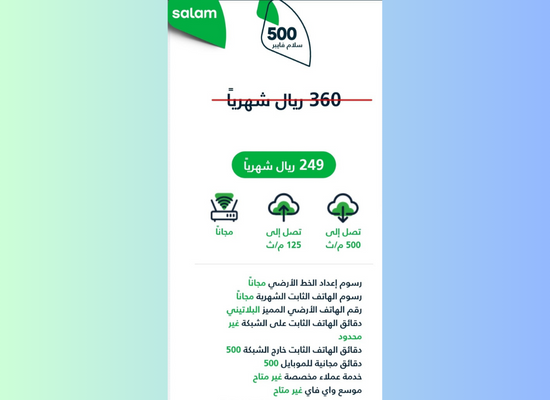 salam
500
سلام فايبر
360 ريال شهرياً
249 ريال شهرياً
تصل إلى
500 م/ث
تصل إلى
125 م/ث
مجاناً
رسوم إعداد الخط الأرضي مجاناً
رسوم الهاتف الثابت الشهرية مجاناً
رقم الهاتف الأرضي المميز البلاتيني
دقائق الهاتف الثابت على الشبكة غير
محدود
دقائق الهاتف الثابت خارج الشبكة 500
دقائق مجانية للموبايل 500
خدمة عملاء مخصصة غير متاح
موسع واي فاي غير متاح